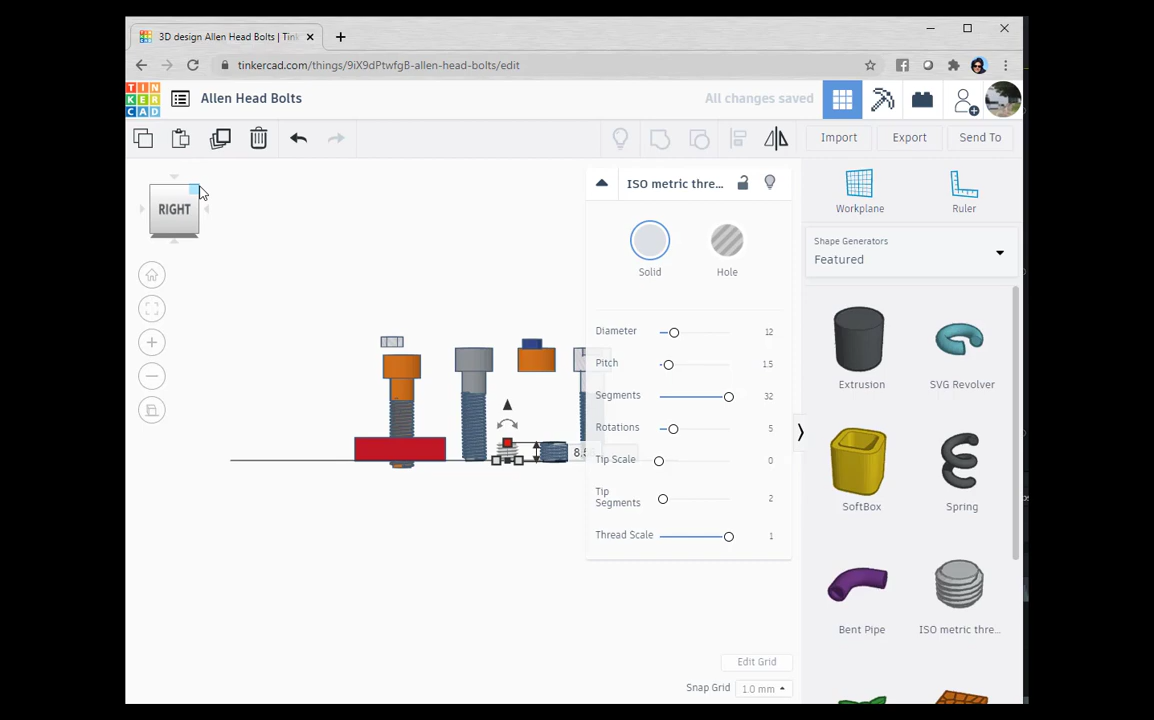 3D design Allen Head Bolts | Tink
tinkercad.com/things/9iX9dPtwfgB-allen-head-bolts/edit
TIN
KER
CAD
Allen Head Bolts
All changes saved
Import
Export
Send To
RIGHT
ISO metric thre...
Solid
Hole
Workplane
Ruler
Shape Generators
Featured
Diameter
12
Pitch
1.5
Segments
32
Rotations
5
Tip Scale
0
Tip Segments
2
Thread Scale
1
Extrusion
SVG Revolver
SoftBox
Spring
Bent Pipe
ISO metric thre...
Edit Grid
Snap Grid
1.0 mm